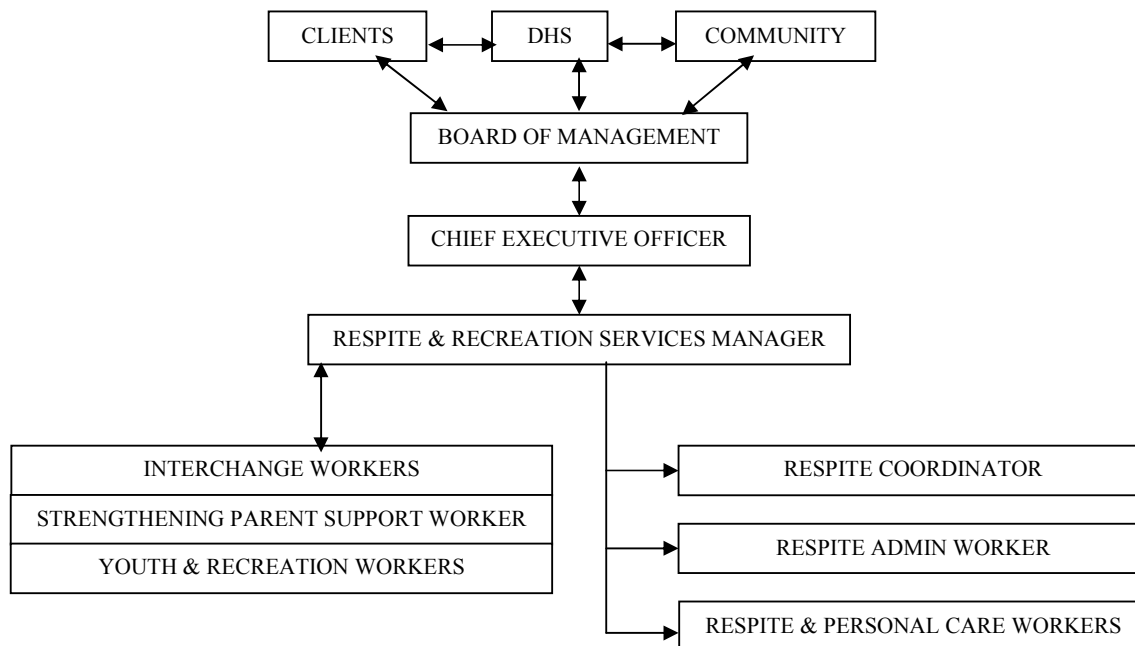 CLIENTS
DHS
COMMUNITY
BOARD OF MANAGEMENT
CHIEF EXECUTIVE OFFICER
RESPITE & RECREATION SERVICES MANAGER
INTERCHANGE WORKERS
STRENGTHENING PARENT SUPPORT WORKER
YOUTH & RECREATION WORKERS
RESPITE COORDINATOR
RESPITE ADMIN WORKER
RESPITE & PERSONAL CARE WORKERS